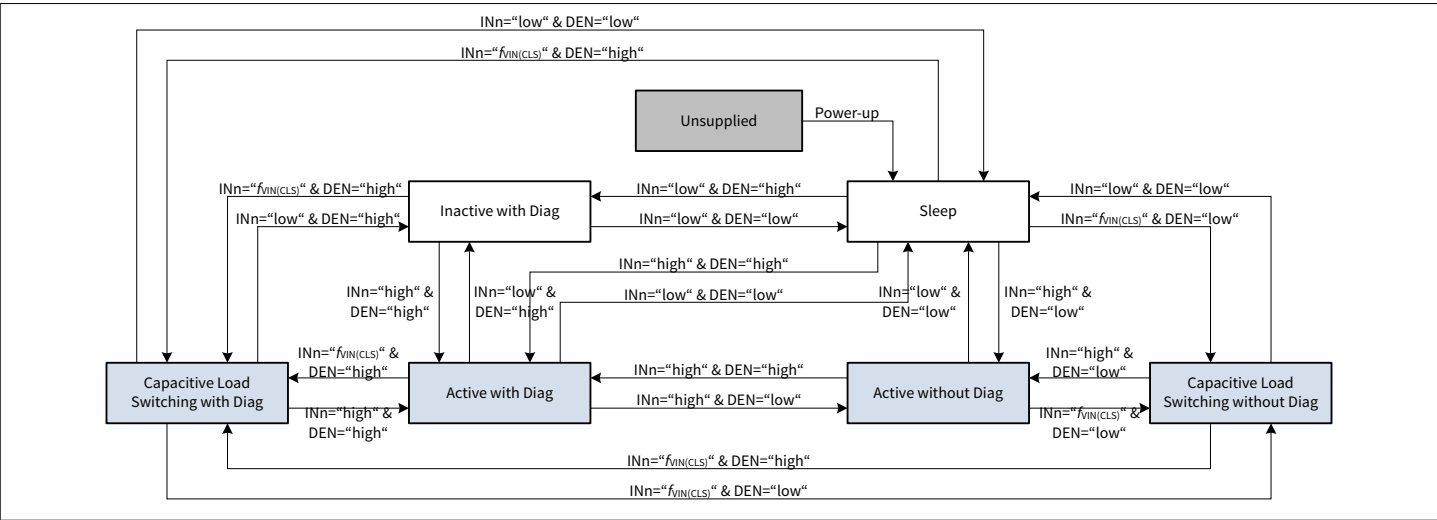 INn=“low“ & DEN=“low“
INn=“fVIN(CLS)“ & DEN=“high“
Unsupplied
Power-up
INn=“fVIN(CLS)“ & DEN=“high“
Inactive with Diag
INn=“low“ & DEN=“high“
Sleep
INn=“low“ & DEN=“low“
INn=“low“ & DEN=“high“
INn=“low“ & DEN=“low“
INn=“fVIN(CLS)“ & DEN=“low“
INn=“high“ & DEN=“high“
INn=“high“ &
DEN=“high“
INn=“low“ &
DEN=“high“
INn=“low“ & DEN=“low“
INn=“low“ &
DEN=“low“
INn=“high“ &
DEN=“low“
Capacitive Load
Switching with Diag
INn=“fVIN(CLS)“ &
DEN=“high“
Active with Diag
INn=“high“ & DEN=“high“
Active without Diag
INn=“high“ &
DEN=“low“
Capacitive Load
Switching without Diag
INn=“high“ &
DEN=“high“
INn=“high“ & DEN=“low“
INn=“fVIN(CLS)“ &
DEN=“low“
INn=“fVIN(CLS)“ & DEN=“high“
INn=“fVIN(CLS)“ & DEN=“low“